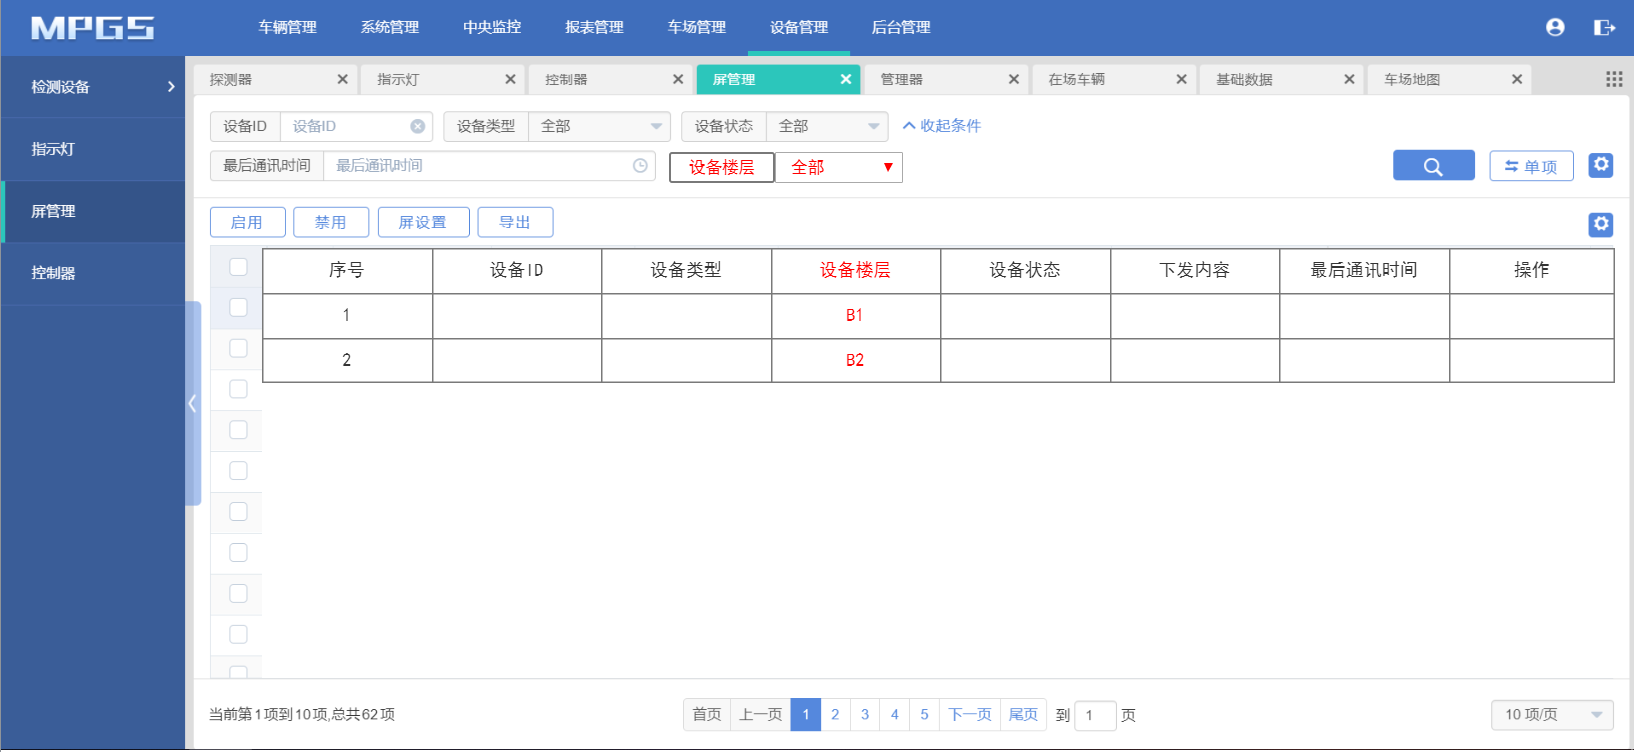 MPGS 车辆管理 系统管理 中央监控 报表管理 车场管理 设备管理 后台管理
检测设备
指示灯
屏管理
控制器
探测器 指示灯 控制器 屏管理 管理器 在场车辆 基础数据 车场地图
设备ID 设备ID 设备类型 全部 设备状态 全部 收起条件
最后通讯时间 最后通讯时间 设备楼层 全部 单项
启用 禁用 屏设置 导出
序号 设备ID 设备类型 设备楼层 设备状态 下发内容 最后通讯时间 操作
1 B1
2 B2
当前第1项到10项,总共62项 首页 上一页 1 2 3 4 5 下一页 尾页 到 1 页 10 项/页